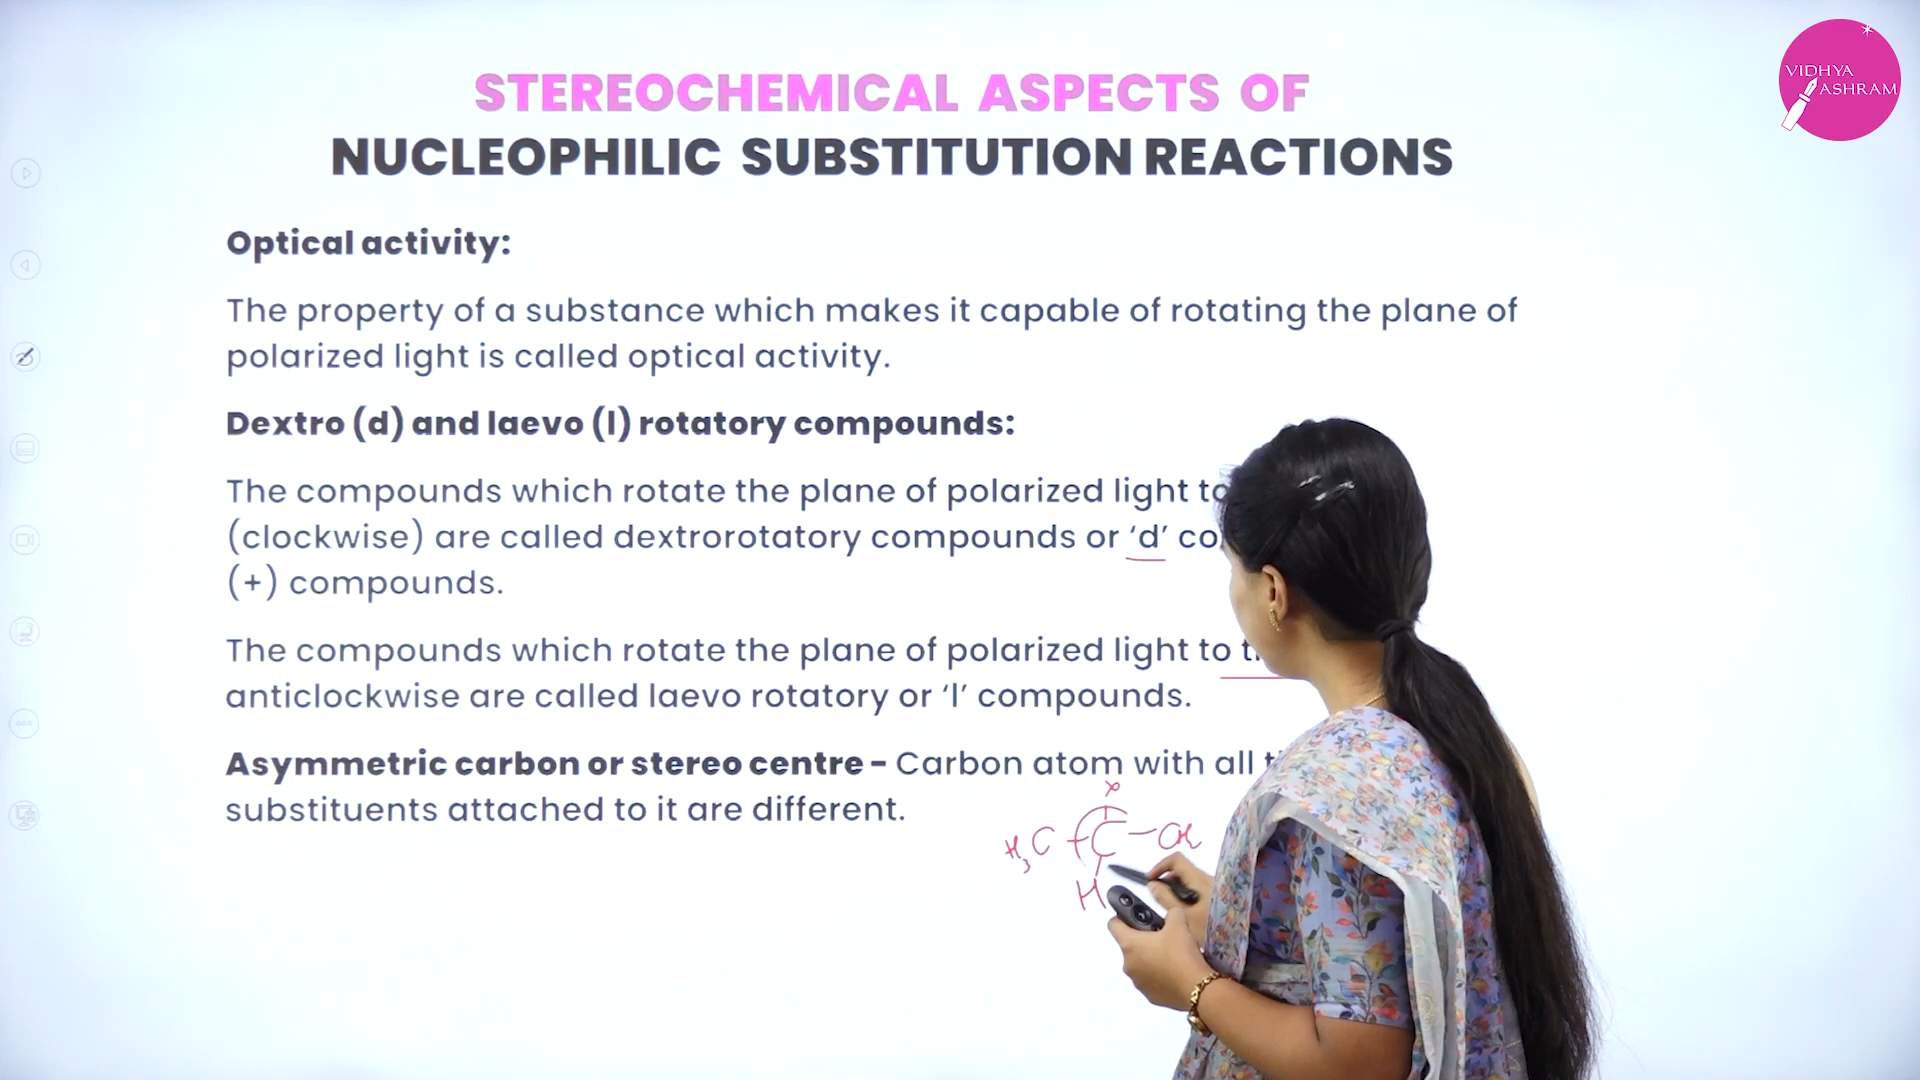 VIDHYA
ASHRAM
STEREOCHEMICAL ASPECTS OF
NUCLEOPHILIC SUBSTITUTION REACTIONS
Optical activity:
The property of a substance which makes it capable of rotating the plane of
polarized light is called optical activity.
Dextro (d) and laevo (l) rotatory compounds:
The compounds which rotate the plane of polarized light to
(clockwise) are called dextrorotatory compounds or ‘d’
(+) compounds.
The compounds which rotate the plane of polarized light to
anticlockwise are called laevo rotatory or ‘l’ compounds.
Asymmetric carbon or stereo centre - Carbon atom with all
substituents attached to it are different.
H3C C
H